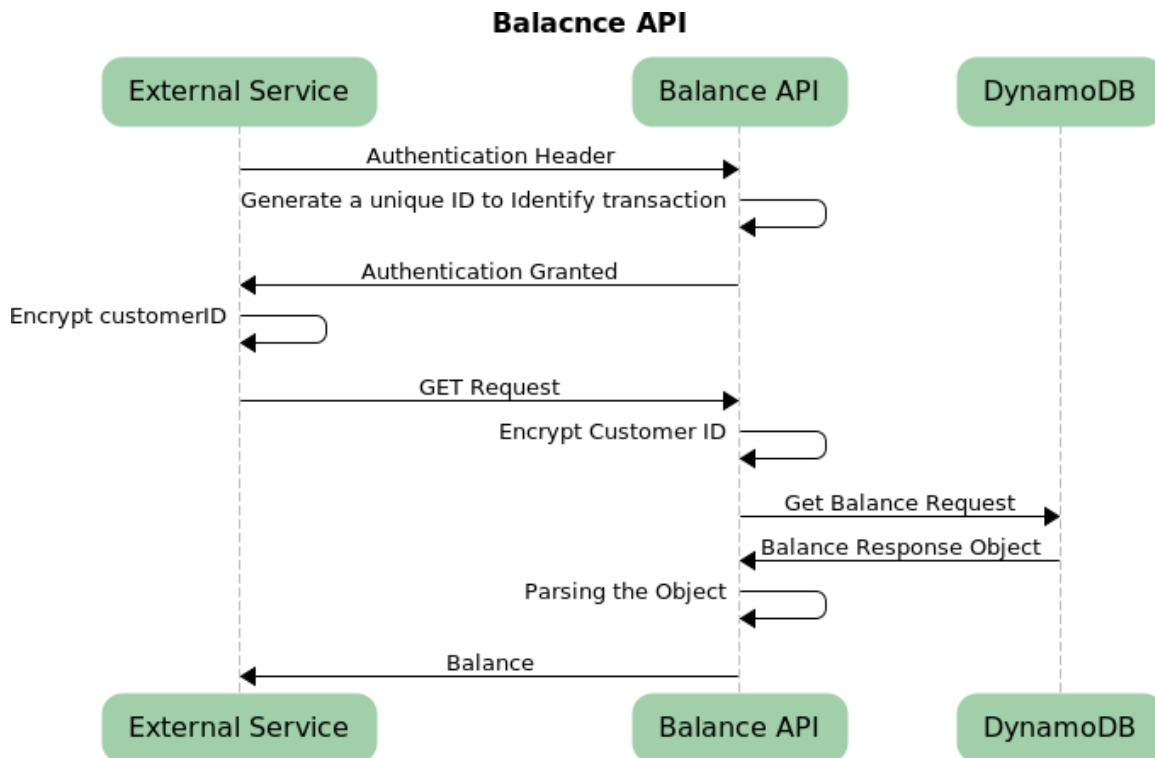 Balacnce API
External Service
Balance API
DynamoDB
Authentication Header
Generate a unique ID to Identify transaction
Authentication Granted
Encrypt customerID
GET Request
Encrypt Customer ID
Get Balance Request
Balance Response Object
Parsing the Object
Balance
External Service
Balance API
DynamoDB